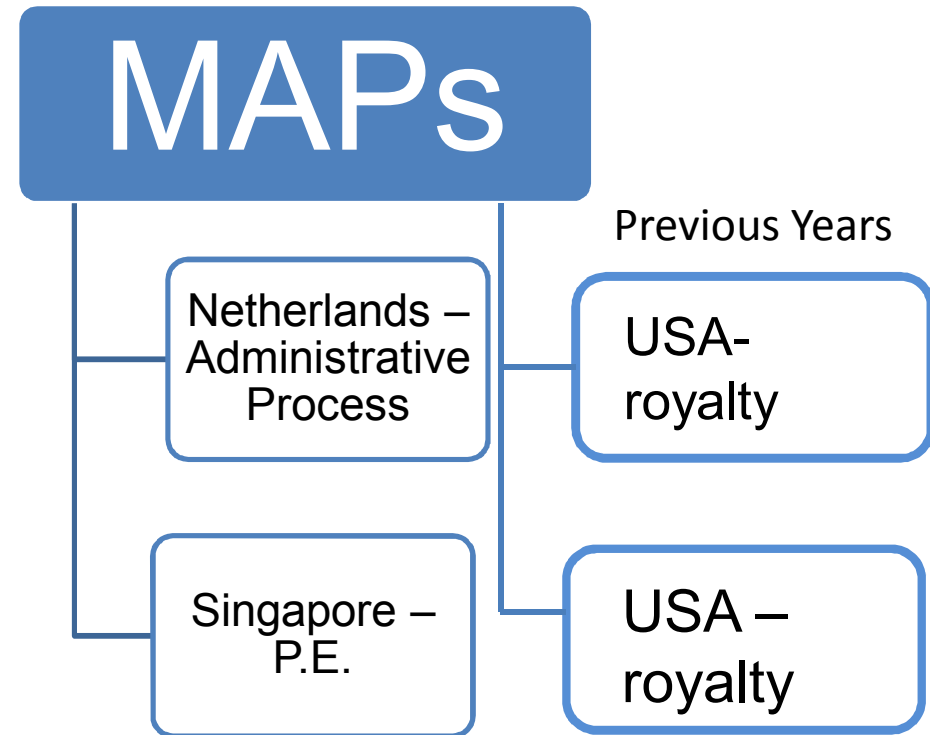 MAPs
Netherlands –
Administrative
Process
Singapore –
P.E.
Previous Years
USA-
royalty
USA –
royalty